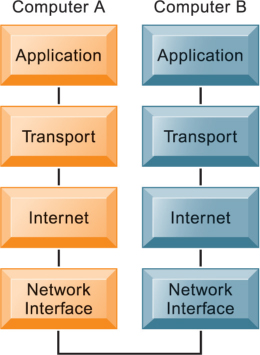 Computer A
Computer B
Application
Application
Transport
Transport
Internet
Internet
Network
Interface
Network
Interface